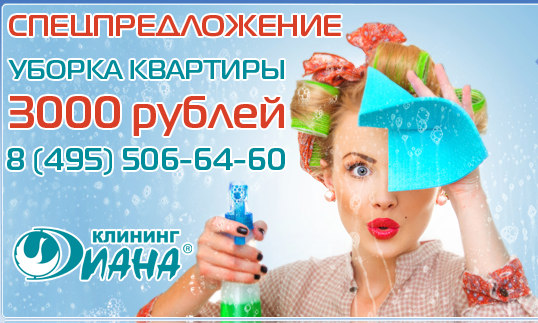 СПЕЦПРЕДЛОЖЕНИЕ
УБОРКА КВАРТИРЫ
3000 рублей
8 (495) 506-64-60
КЛИНИНГ
ДИАНА®